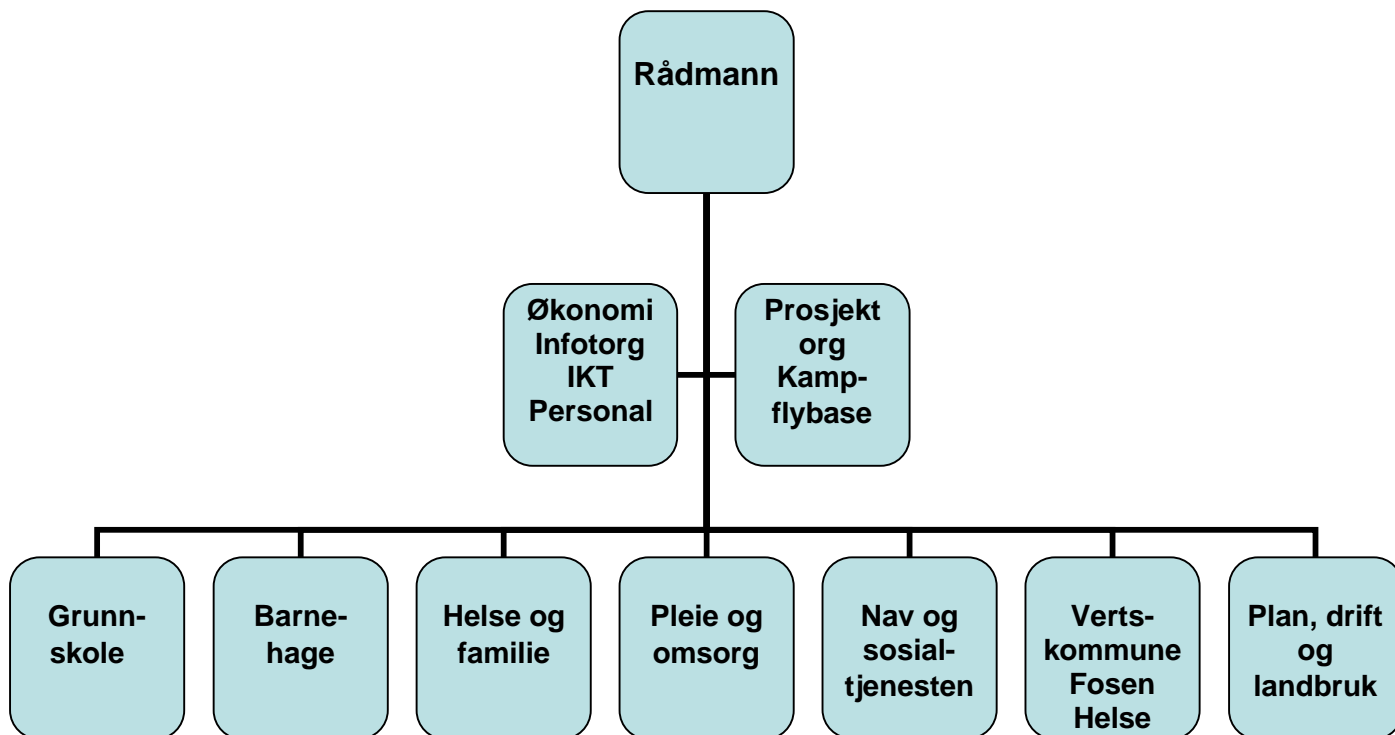 Rådmann
Økonomi
Infotorg
IKT
Personal
Prosjekt
org
Kamp-
flybase
Grunn-
skole
Barne-
hage
Helse og
familie
Pleie og
omsorg
Nav og
sosial-
tjenesten
Verts-
kommune
Fosen
Helse
Plan, drift
og
landbruk